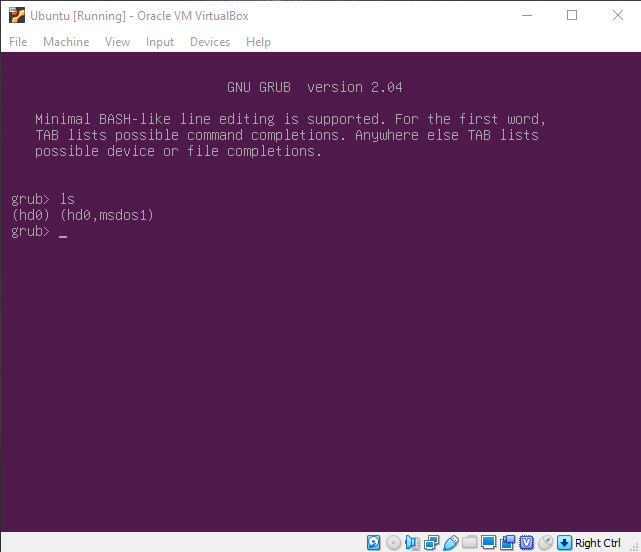 Ubuntu [Running] - Oracle VM VirtualBox
File Machine View Input Devices Help
GNU GRUB version 2.04
Minimal BASH-like line editing is supported. For the first word,
TAB lists possible command completions. Anywhere else TAB lists
possible device or file completions.
grub> ls
(hd0) (hd0,msdos1)
grub> _
Right Ctrl